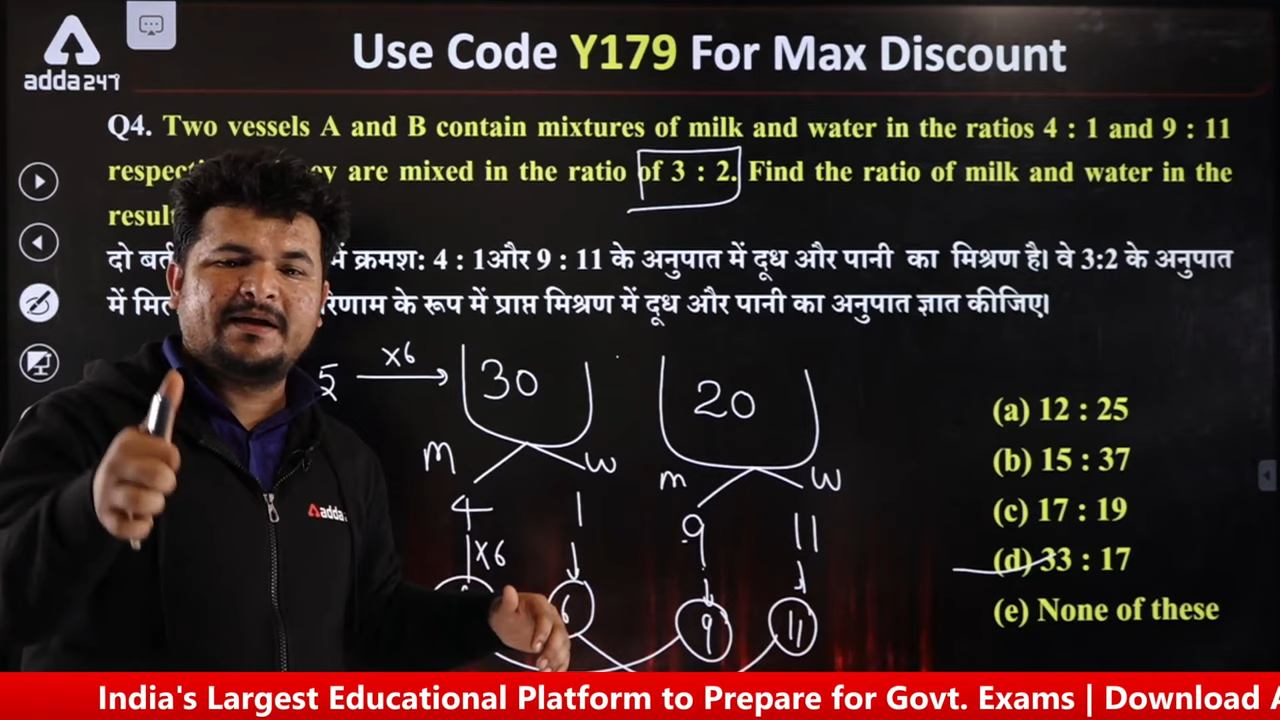 adda247
Use Code Y179 For Max Discount
Q4. Two vessels A and B contain mixtures of milk and water in the ratios 4 : 1 and 9 : 11
are mixed in the ratio of 3 : 2. Find the ratio of milk and water in the
दो में क्रमश: 4 : 1और 9 : 11 के अनुपात में दूध और पानी का मिश्रण है। वे 3:2 के अनुपात
में के रूप में प्राप्त मिश्रण में दूध और पानी का अनुपात ज्ञात कीजिए।
5 x6 30 20
m w m w
4 1 9 11
x6
6 9 11
(a) 12 : 25
(b) 15 : 37
(c) 17 : 19
(d) 33 : 17
(e) None of these
adda
India's Largest Educational Platform to Prepare for Govt. Exams | Download